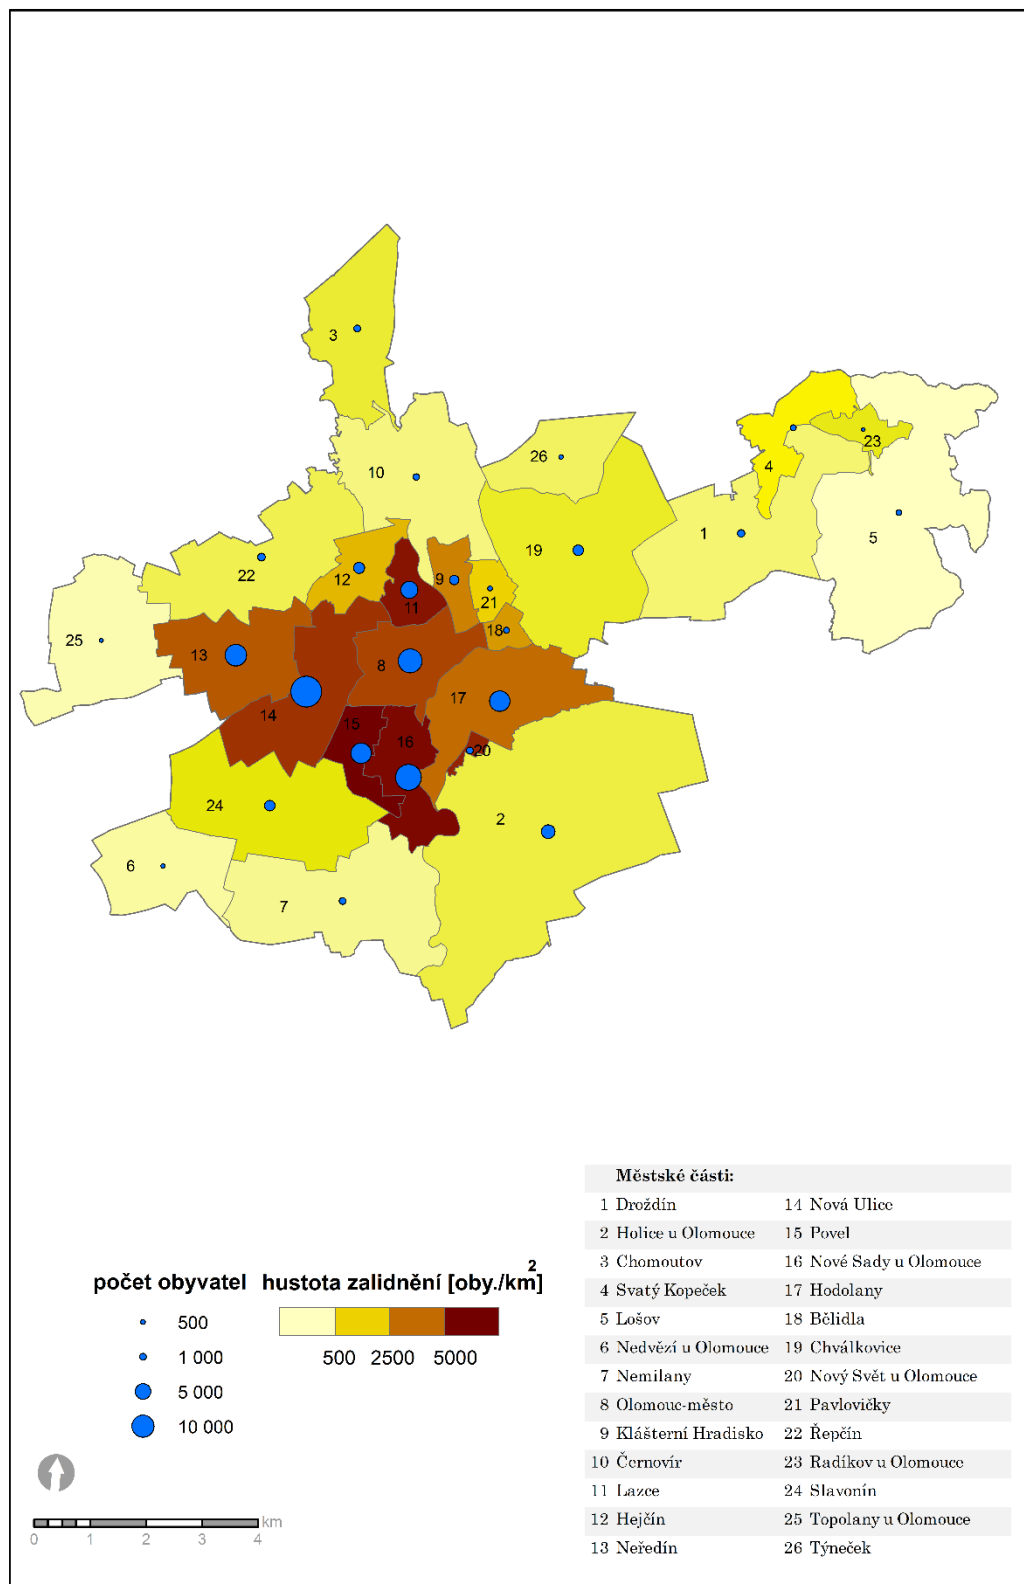 3
10
26
23
4
1
5
19
22
12
9
21
11
18
25
13
8
17
14
15
16
20
24
2
6
7
počet obyvatel
500
1 000
5 000
10 000
hustota zalidnění [oby./km2]
500 2500 5000
km
0 1 2 3 4
Městské části:
1 Droždín 14 Nová Ulice
2 Holice u Olomouce 15 Povel
3 Chomoutov 16 Nové Sady u Olomouce
4 Svatý Kopeček 17 Hodolany
5 Lošov 18 Bělidla
6 Nedvězí u Olomouce 19 Chválkovice
7 Nemilany 20 Nový Svět u Olomouce
8 Olomouc-město 21 Pavlovičky
9 Klášterní Hradisko 22 Řepčín
10 Černovír 23 Radíkov u Olomouce
11 Lazce 24 Slavonín
12 Hejčín 25 Topolany u Olomouce
13 Neředín 26 Týneček